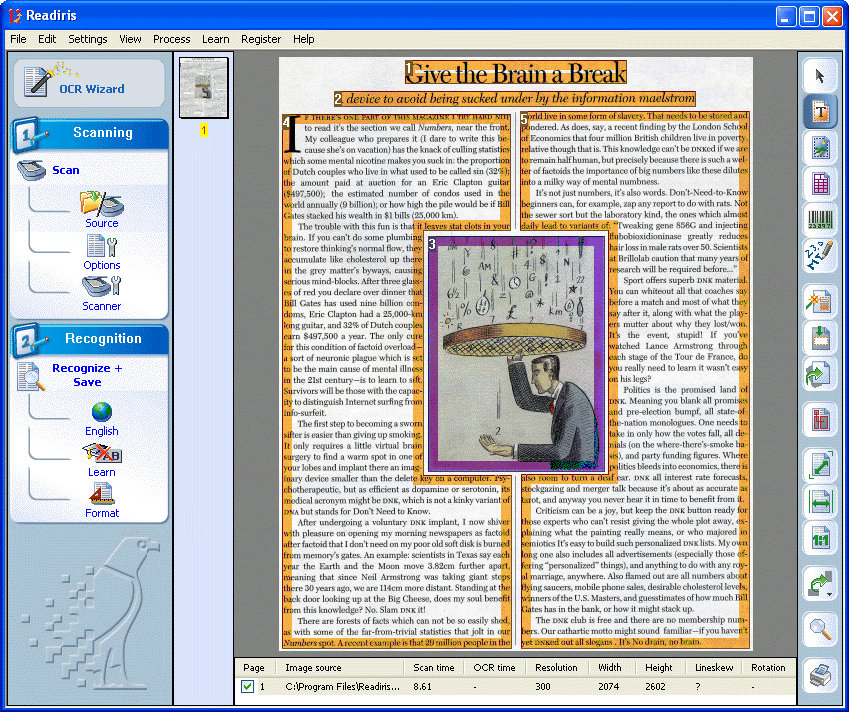 Readiris
File Edit Settings View Process Learn Register Help
OCR Wizard
1 Scanning
Scan
Source
Options
Scanner
2 Recognition
Recognize +
Save
English
Learn
Format
1
1
Give the Brain a Break
2
device to avoid being sucked under by the information maelstrom
4
IF THERE'S ONE PART OF THIS MAGAZINE I TRY HARD NOT
to read it's the section we call Numbers, near the front.
My colleague who prepares it (I dare to write this be-
cause she's on vacation) has the knack of culling statistics
which some mental nicotine makes you suck in: the proportion
of Dutch couples who live in what used to be called sin (32%);
the amount paid at auction for an Eric Clapton guitar
($497,500); the estimated number of condos used in the
world annually (9 billion); or how high the pile would be if Bill
Gates stacked his wealth in $1 bills (25,000 km).
The trouble with this fun is that it leaves stat clots in your
brain. If you can't do some plumbing
to restore thinking's normal flow, they
accumulate like cholesterol up there
in the grey matter's byways, causing
serious mind-blocks. After three glass-
es of red you declare over dinner that
Bill Gates has used nine billion con-
doms, Eric Clapton had a 25,000-km
long guitar, and 32% of Dutch couples
earn $497,500 a year. The only cure
for this condition of factoid overload—
a sort of neuronic plague which is set
to be the main cause of mental illness
in the 21st century—is to learn to sift.
Survivors will be those with the capac-
ity to distinguish Internet surfing from
info-surfeit.
The first step to becoming a sworn
sifter is easier than giving up smoking.
It only requires a little virtual brain
surgery to find a warm spot in one of
your lobes and implant there an imag-
inary device smaller than the delete key on a computer. Psy-
chotherapeutic, but as efficient as dopamine or serotonin, its
medical acronym might be DNK, which is not a kinky variant of
DNA but stands for Don't Need to Know.
After undergoing a voluntary DNK implant, I now shiver
with pleasure on opening my morning newspapers as factoid
after factoid that I don't need on my poor old soft disk is burned
from memory's gates. An example: scientists in Texas say each
year the Earth and the Moon move 3.82cm further apart,
meaning that since Neil Armstrong was taking giant steps
there 30 years ago, we are 114cm more distant. Standing at the
back door looking up at the Big Cheese, does my soul benefit
from this knowledge? No. Slam DNK it!
There are forests of facts which can not be so easily shed,
as with some of the far-from-trivial statistics that jolt in our
Numbers spot. A recent example is that 29 million people in the
5
world live in some form of slavery. That needs to be stored and
pondered. As does, say, a recent finding by the London School
of Economics that four million British children live in poverty,
relative though that is. This knowledge can't be DNKed if we are
to remain half human, but precisely because there is such a wel-
ter of factoids the importance of big numbers like these dilutes
into a milky way of mental numbness.
It's not just numbers, it's also words. Don't-Need-to-Know
beginners can, for example, zap any report to do with rats. Not
the sewer sort but the laboratory kind, the ones which almost
daily lead to variants of: "Tweaking gene 856G and injecting
flubobioxidioninone greatly reduces
hair loss in male rats over 50. Scientists
at Brillolab caution that many years of
research will be required before..."
Sport offers superb DNK material.
You can whiteout all that coaches say
before a match and most of what they
say after it, along with what the play-
ers mutter about why they lost/won.
It's the event, stupid! If you've
watched Lance Armstrong through
each stage of the Tour de France, do
you really need to learn it wasn't easy
on his legs?
Politics is the promised land of
DNK. Meaning you blank all promises
and pre-election bumpf, all state-of-
the-nation monologues. One needs to
take in only how the votes fall, all de-
nials (on the where-there's-smoke ba-
sis), and party funding figures. Where
politics bleeds into economics, there is
also room to turn a deaf ear. DNK all interest rate forecasts,
stockgazing and merger talk because it's about as accurate as
tarot, and anyway you never hear it in time to benefit from it.
Criticism can be a joy, but keep the DNK button ready for
those experts who can't resist giving the whole plot away, ex-
plaining what the painting really means, or who majored in
semiotics It's easy to build such personalized DNK lists. My own
long one also includes all advertisements (especially those of-
fering "personalized" things), and anything to do with any roy-
al marriage, anywhere. Also flamed out are all numbers about
flying saucers, mobile phone sales, desirable cholesterol levels,
winners of the U.S. Masters, and guestimates of how much Bill
Gates has in the bank, or how it might stack up.
The DNK club is free and there are no membership num-
bers. Our cathartic motto might sound familiar—if you haven't
yet DNKed out all slogans . It's No drain, no brain.
3
Page Image source Scan time OCR time Resolution Width Height Lineskew Rotation
1 C:\Program Files\Readiris... 8.61 - 300 2074 2602 ? -